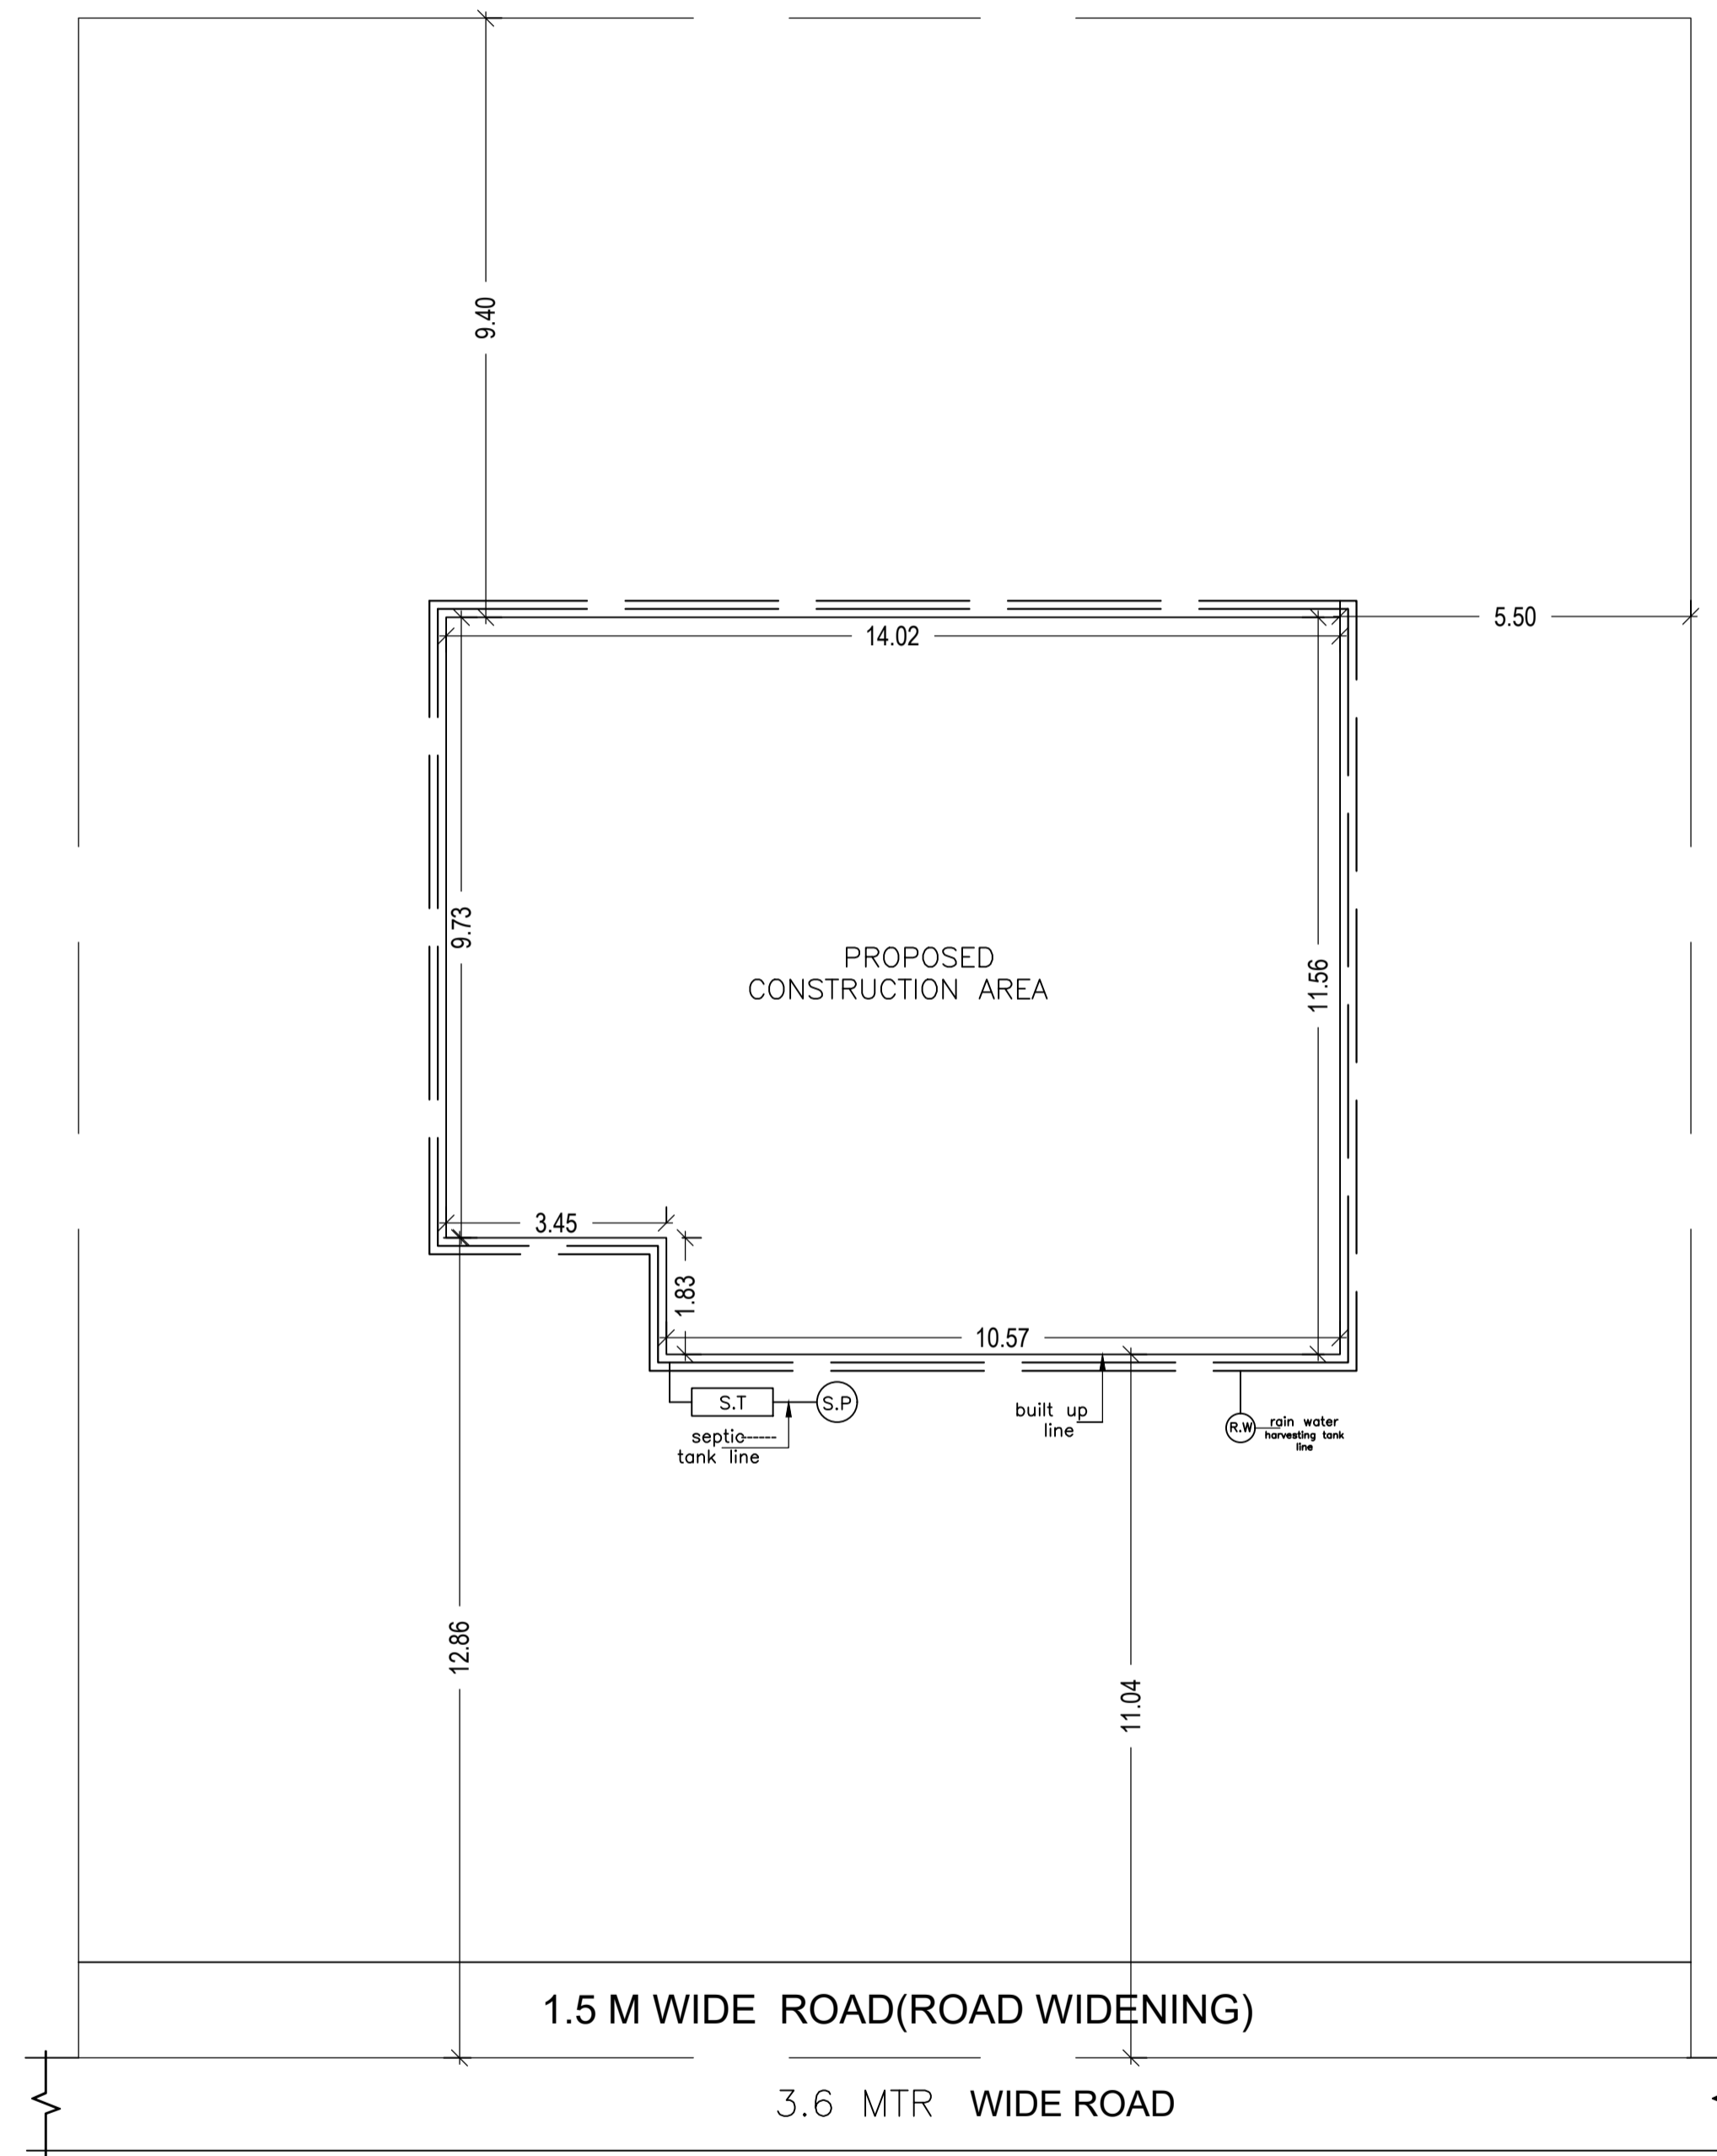 9.40
5.50
14.02
9.73
PROPOSED
CONSTRUCTION AREA
11.56
3.45
1.83
10.57
S.T
S.P
septic------
tank line
built up
line
R.W
rain water
harvesting tank
line
12.86
11.04
1.5 M WIDE ROAD(ROAD WIDENING)
3.6 MTR WIDE ROAD